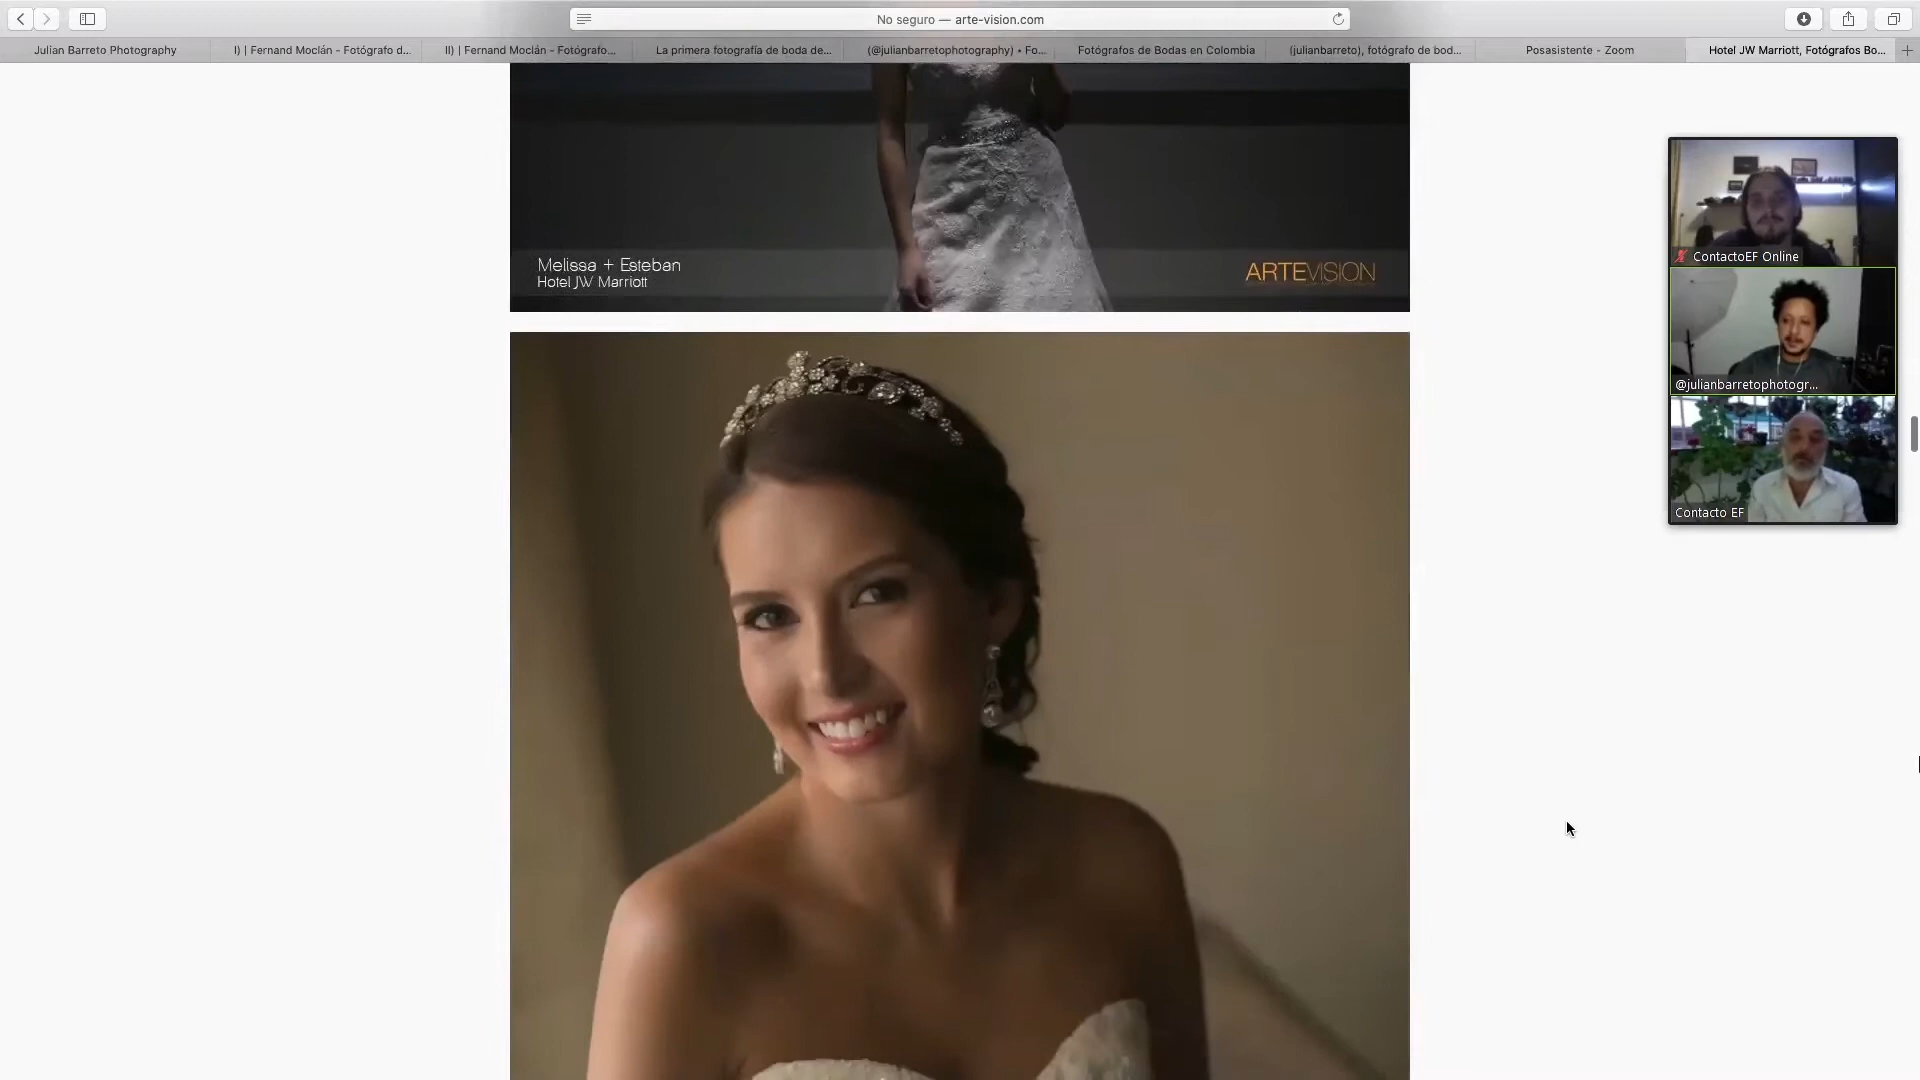 No seguro — arte-vision.com
Julian Barreto Photography
I) | Fernand Moclán - Fotógrafo d...
II) | Fernand Moclán - Fotógrafo...
La primera fotografía de boda de...
(@julianbarretophotography) • Fo...
Fotógrafos de Bodas en Colombia
(julianbarreto), fotógrafo de bod...
Posasistente - Zoom
Hotel JW Marriott, Fotógrafos Bo...
Melissa + Esteban
Hotel JW Marriott
ARTEVISION
ContactoEF Online
@julianbarretophotogr...
Contacto EF